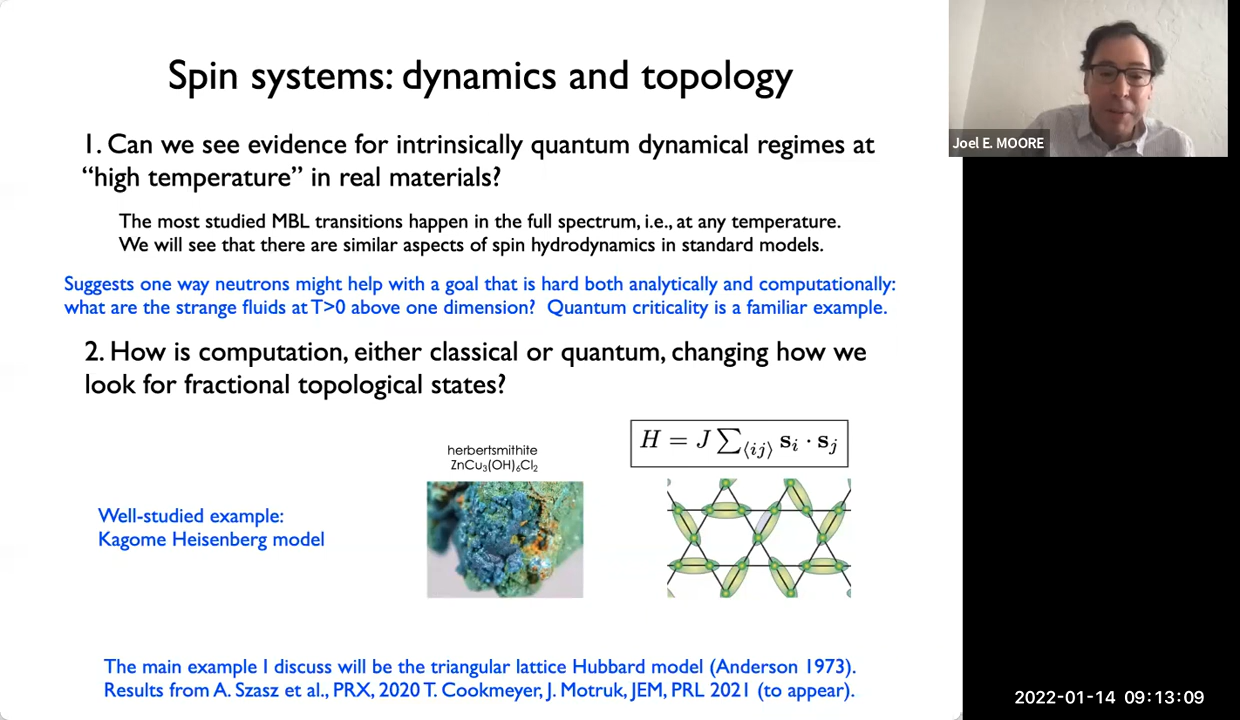 Spin systems: dynamics and topology
1. Can we see evidence for intrinsically quantum dynamical regimes at
“high temperature” in real materials?
The most studied MBL transitions happen in the full spectrum, i.e., at any temperature.
We will see that there are similar aspects of spin hydrodynamics in standard models.
Suggests one way neutrons might help with a goal that is hard both analytically and computationally:
what are the strange fluids at T>0 above one dimension?  Quantum criticality is a familiar example.
2. How is computation, either classical or quantum, changing how we
look for fractional topological states?
herbertsmithite
ZnCu₃(OH)₆Cl₂
H = J ∑⟨ij⟩ sᵢ · sⱼ
Well-studied example:
Kagome Heisenberg model
The main example I discuss will be the triangular lattice Hubbard model (Anderson 1973).
Results from A. Szasz et al., PRX, 2020 T. Cookmeyer, J. Motruk, JEM, PRL 2021 (to appear).
Joel E. MOORE
2022-01-14 09:13:09